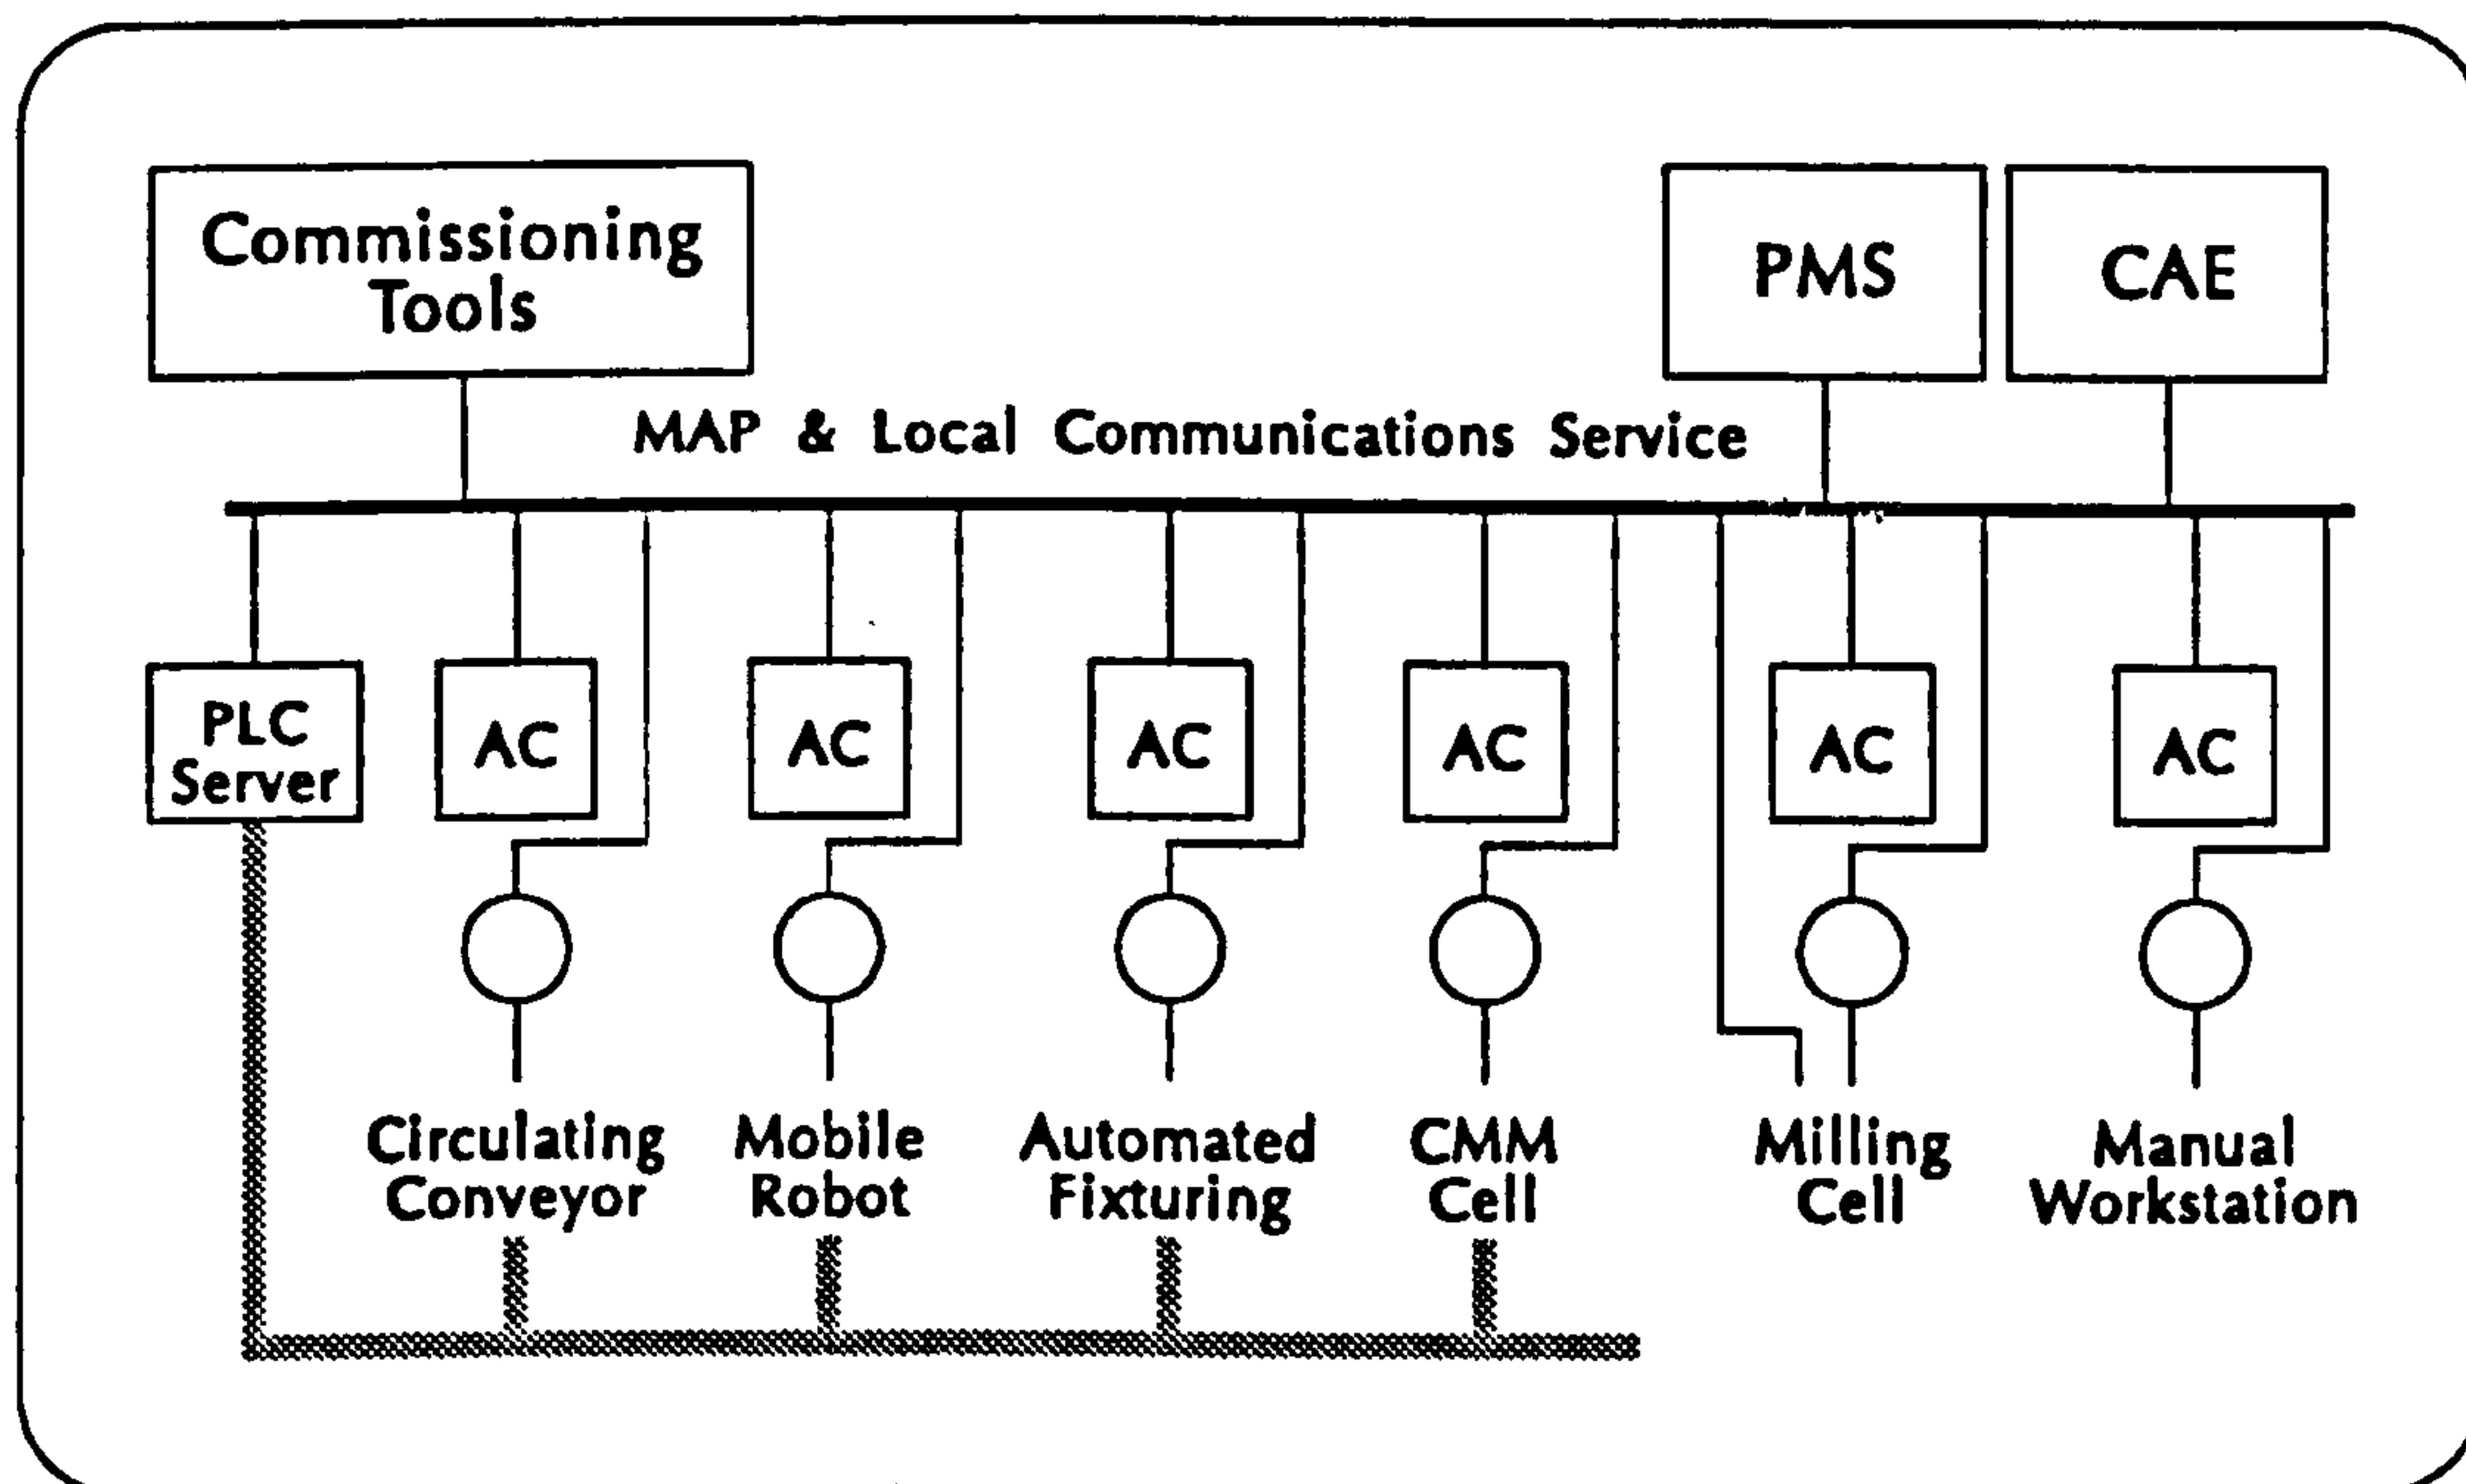 Commissioning
Tools
PMS
CAE
MAP & Local Communications Service
PLC
Server
AC
AC
AC
AC
AC
AC
Circulating
Conveyor
Mobile
Robot
Automated
Fixturing
CMM
Cell
Milling
Cell
Manual
Workstation